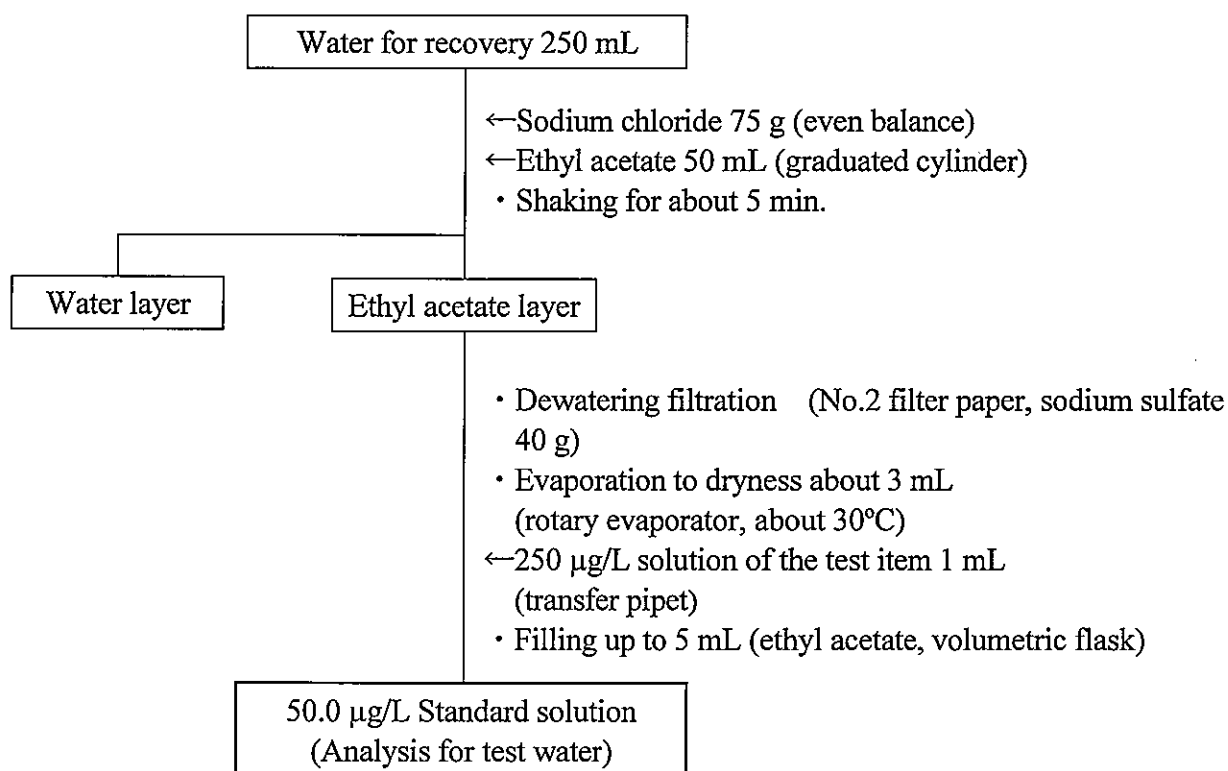 Water for recovery 250 mL
←Sodium chloride 75 g (even balance)
←Ethyl acetate 50 mL (graduated cylinder)
・Shaking for about 5 min.
Water layer
Ethyl acetate layer
・Dewatering filtration (No.2 filter paper, sodium sulfate
40 g)
・Evaporation to dryness about 3 mL
(rotary evaporator, about 30ºC)
←250 µg/L solution of the test item 1 mL
(transfer pipet)
・Filling up to 5 mL (ethyl acetate, volumetric flask)
50.0 µg/L Standard solution
(Analysis for test water)